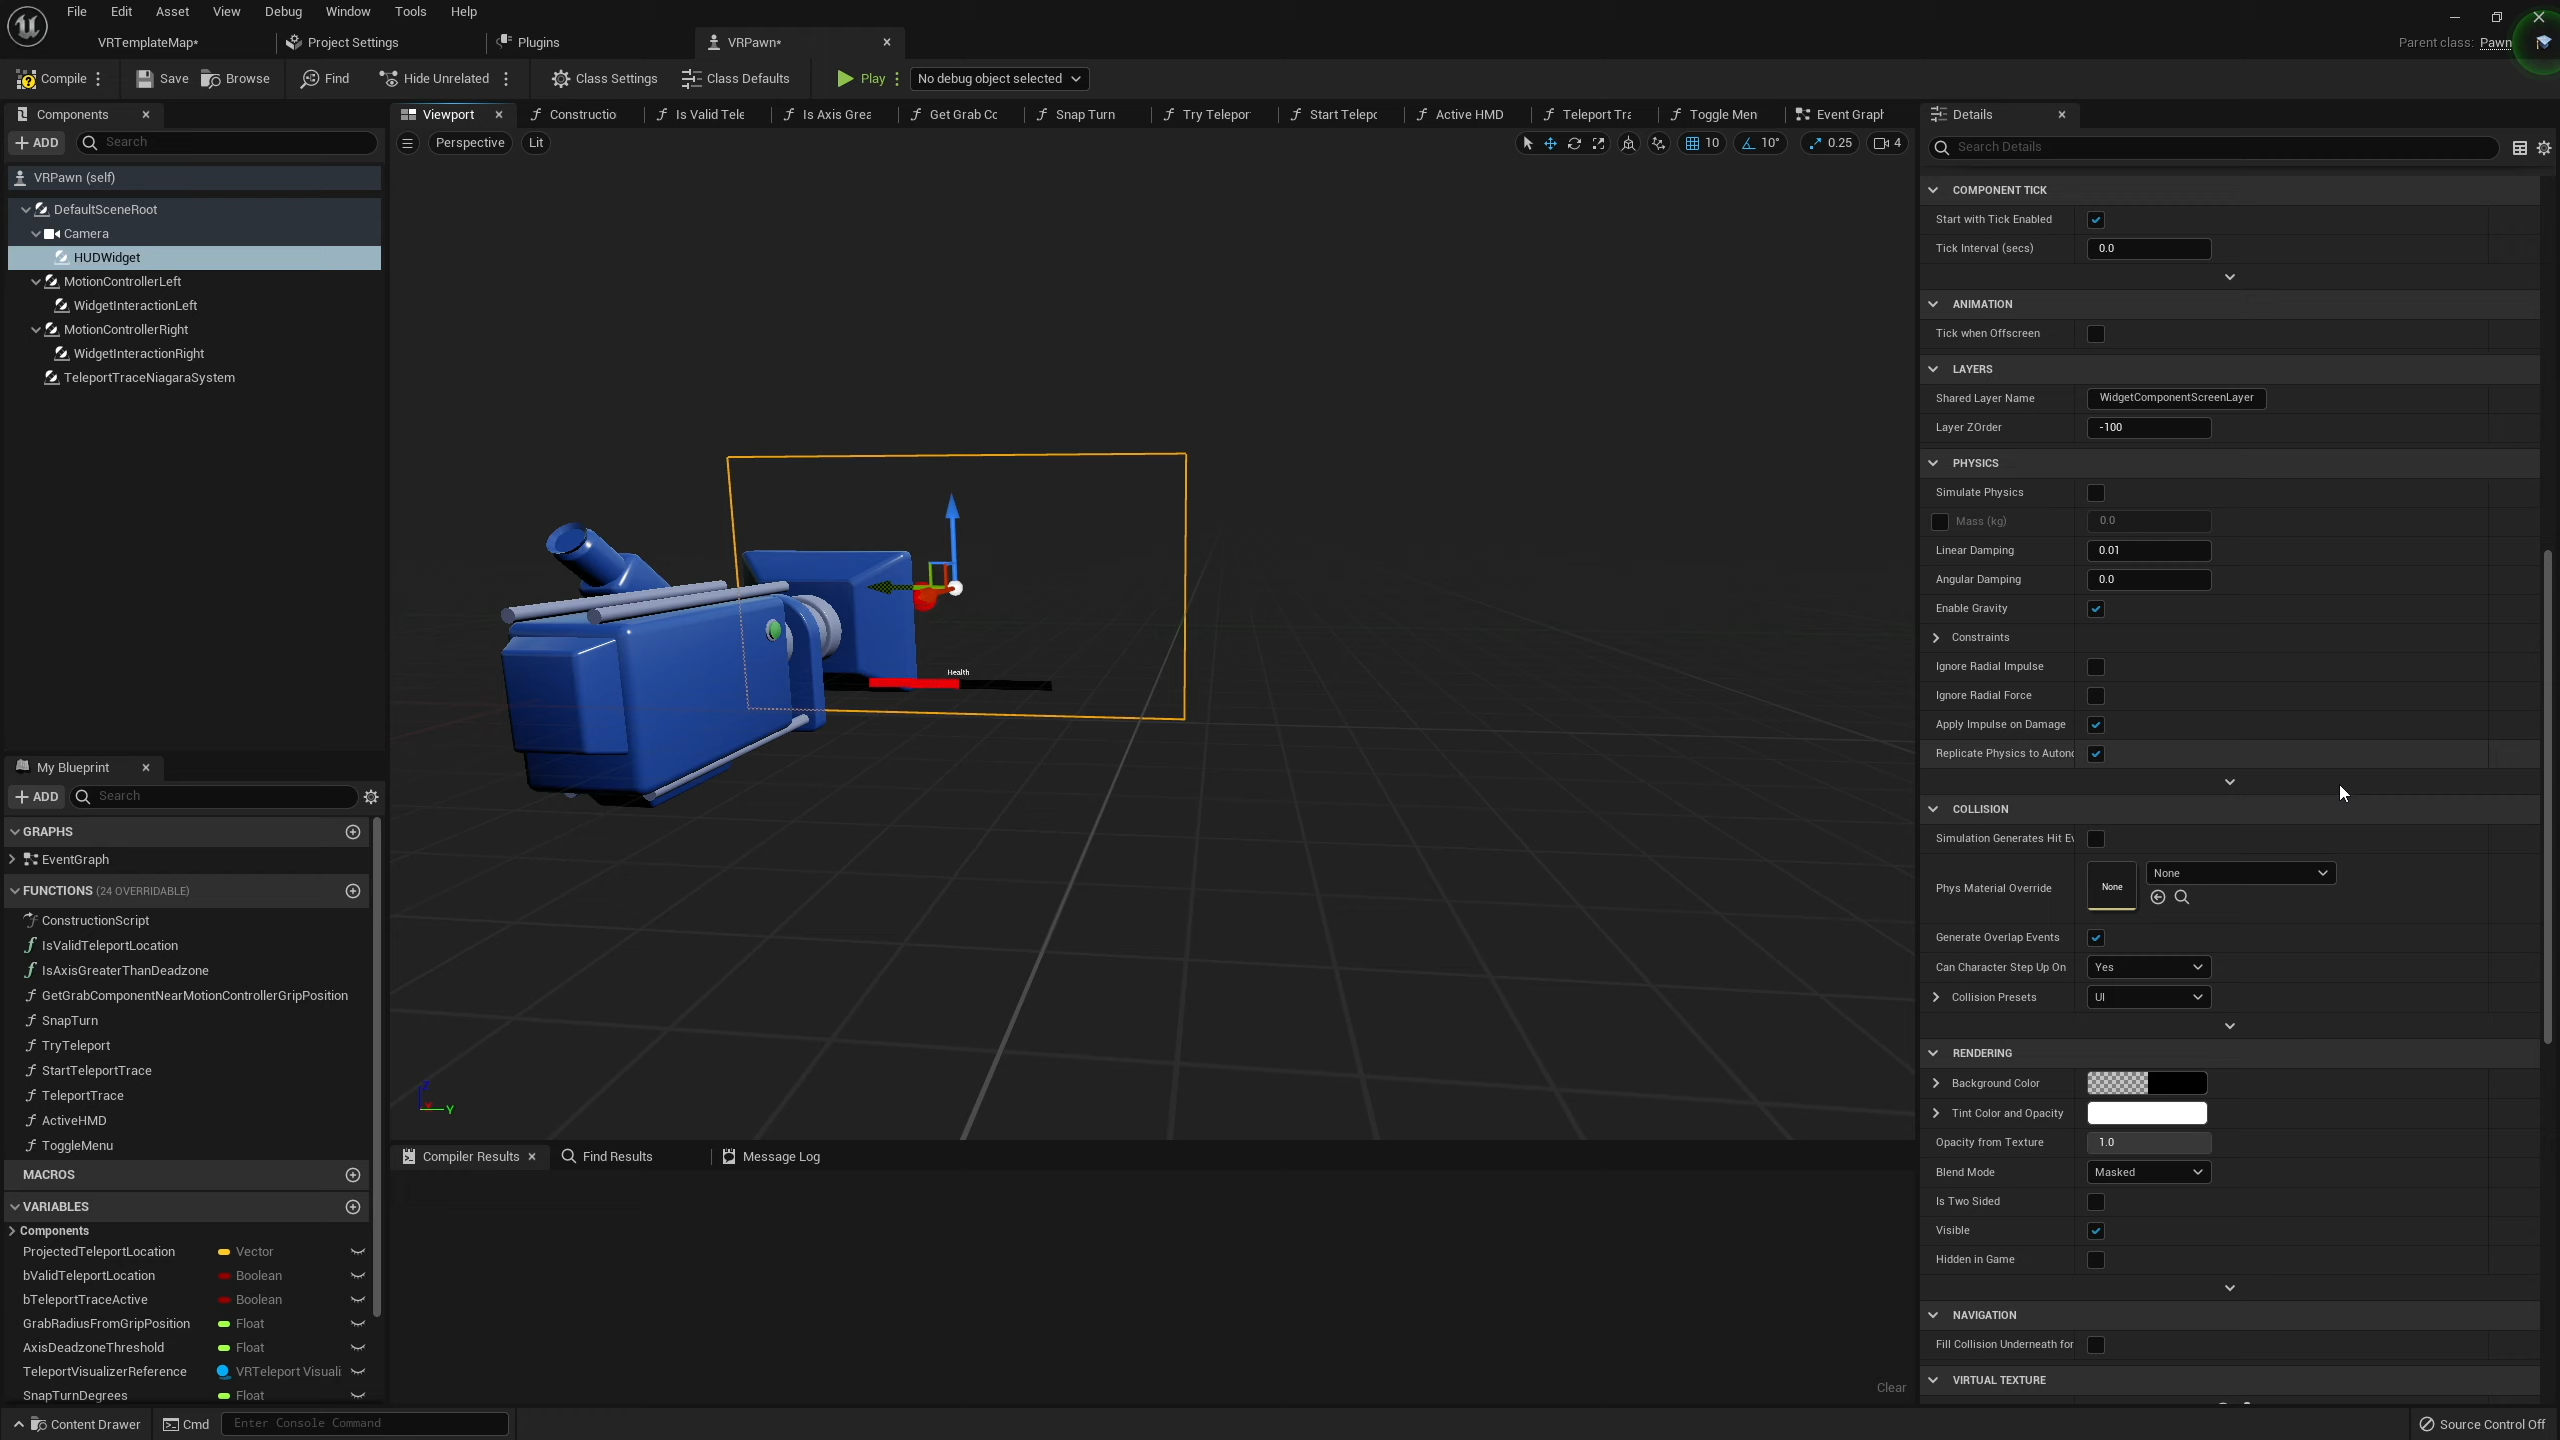 File Edit Asset View Debug Window Tools Help
VRTemplateMap* Project Settings Plugins VRPawn* Parent class: Pawn
Compile Save Browse Find Hide Unrelated Class Settings Class Defaults Play No debug object selected
Components Viewport Constructio Is Valid Tele Is Axis Grea Get Grab Co Snap Turn Try Telepor Start Telepo Active HMD Teleport Tra Toggle Men Event Graph Details
ADD Search Perspective Lit 10 10° 0.25 4 Search Details
VRPawn (self)
DefaultSceneRoot
Camera
HUDWidget
MotionControllerLeft
WidgetInteractionLeft
MotionControllerRight
WidgetInteractionRight
TeleportTraceNiagaraSystem
My Blueprint
ADD Search
GRAPHS
EventGraph
FUNCTIONS (24 OVERRIDABLE)
ConstructionScript
IsValidTeleportLocation
IsAxisGreaterThanDeadzone
GetGrabComponentNearMotionControllerGripPosition
SnapTurn
TryTeleport
StartTeleportTrace
TeleportTrace
ActiveHMD
ToggleMenu
MACROS
VARIABLES
Components
ProjectedTeleportLocation Vector
bValidTeleportLocation Boolean
bTeleportTraceActive Boolean
GrabRadiusFromGripPosition Float
AxisDeadzoneThreshold Float
TeleportVisualizerReference VRTeleport Visuali
SnapTurnDegrees Float
Health
Z
Y
Compiler Results Find Results Message Log
Clear
COMPONENT TICK
Start with Tick Enabled
Tick Interval (secs) 0.0
ANIMATION
Tick when Offscreen
LAYERS
Shared Layer Name WidgetComponentScreenLayer
Layer ZOrder -100
PHYSICS
Simulate Physics
Mass (kg) 0.0
Linear Damping 0.01
Angular Damping 0.0
Enable Gravity
Constraints
Ignore Radial Impulse
Ignore Radial Force
Apply Impulse on Damage
Replicate Physics to Autono
COLLISION
Simulation Generates Hit Ev
Phys Material Override None None
Generate Overlap Events
Can Character Step Up On Yes
Collision Presets UI
RENDERING
Background Color
Tint Color and Opacity
Opacity from Texture 1.0
Blend Mode Masked
Is Two Sided
Visible
Hidden in Game
NAVIGATION
Fill Collision Underneath for
VIRTUAL TEXTURE
Content Drawer Cmd Enter Console Command Source Control Off